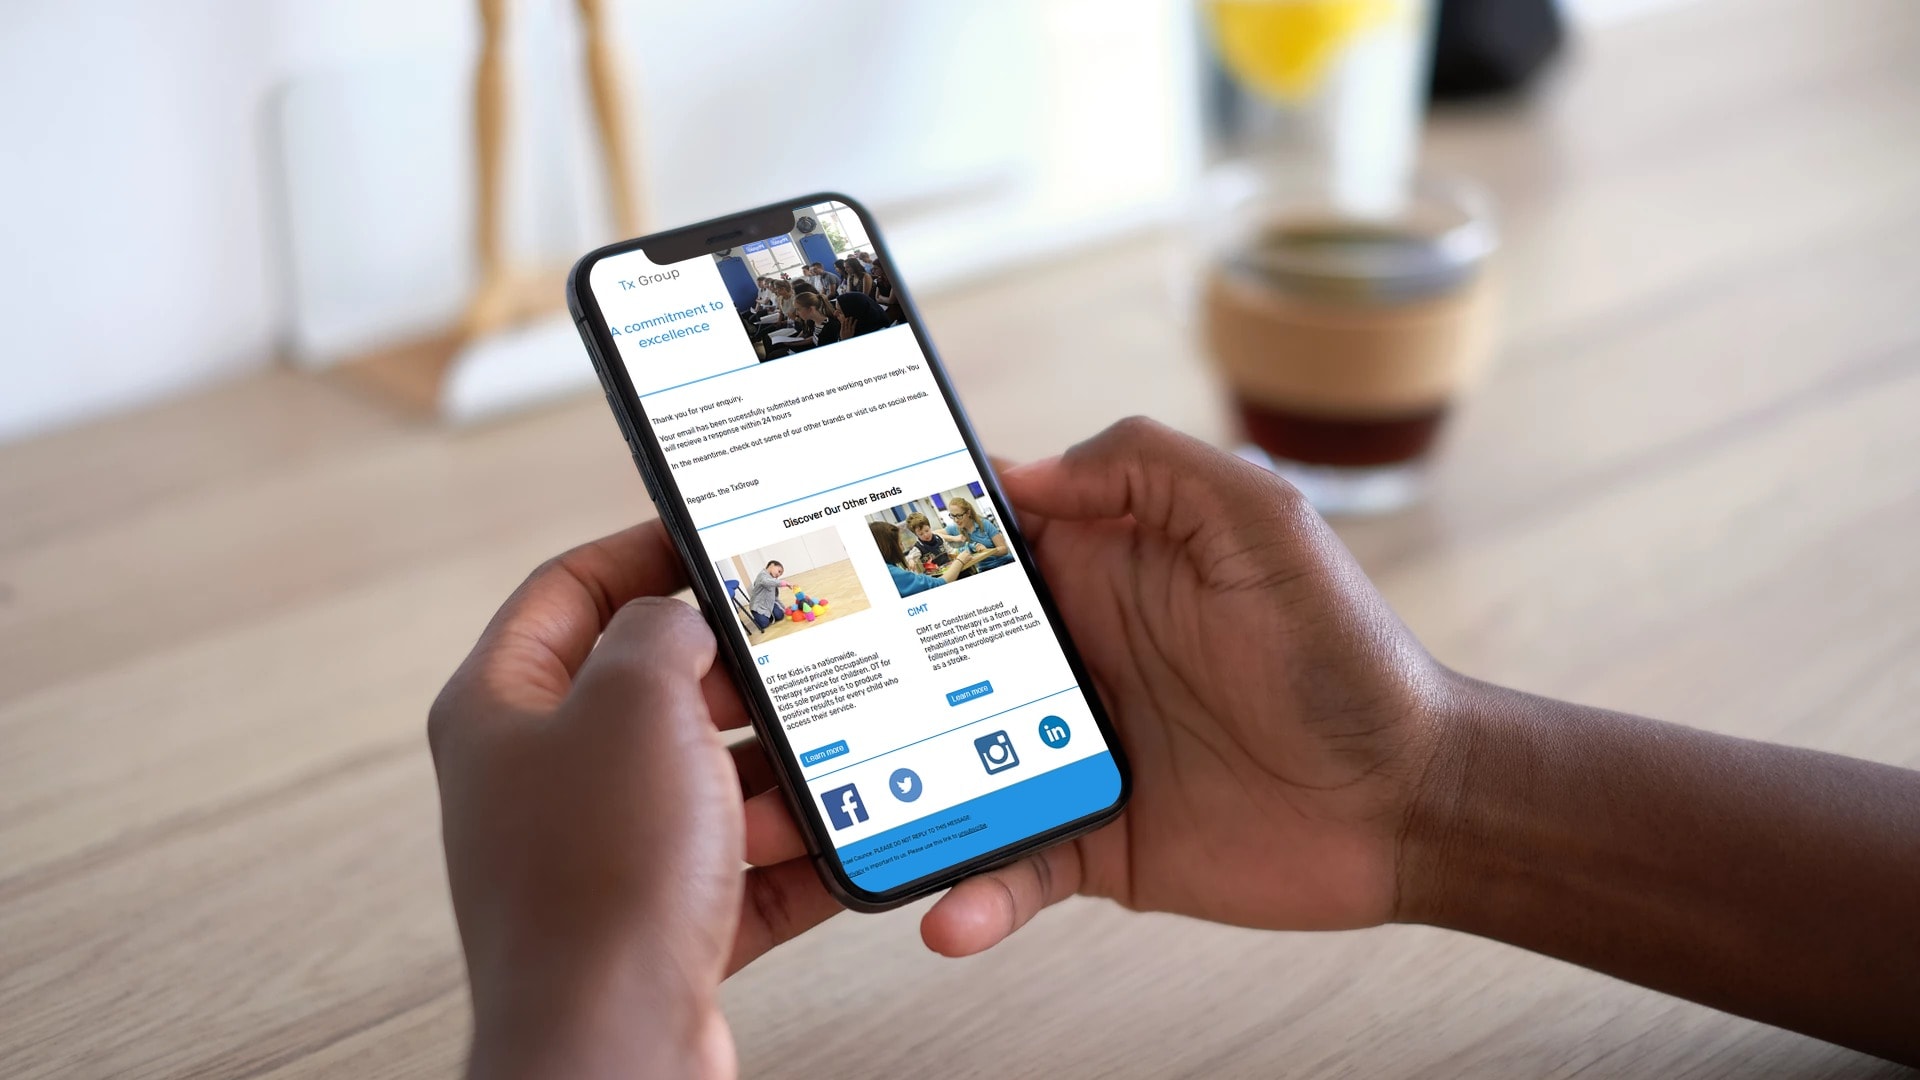 Tx Group
A commitment to
excellence
Thank you for your enquiry.
Your email has been sucessfully submitted and we are working on your reply. You
will recieve a response within 24 hours
In the meantime, check out some of our other brands or visit us on social media.
Regards, the TxGroup
Discover Our Other Brands
OT
OT for Kids is a nationwide,
specialised private Occupational
Therapy service for children. OT for
Kids sole purpose is to produce
positive results for every child who
access their service.
Learn more
CIMT
CIMT or Constraint Induced
Movement Therapy is a form of
rehabilitation of the arm and hand
following a neurological event such
as a stroke.
Learn more
f
in
PLEASE DO NOT REPLY TO THIS MESSAGE
privacy is important to us. Please use this link to unsubscribe.